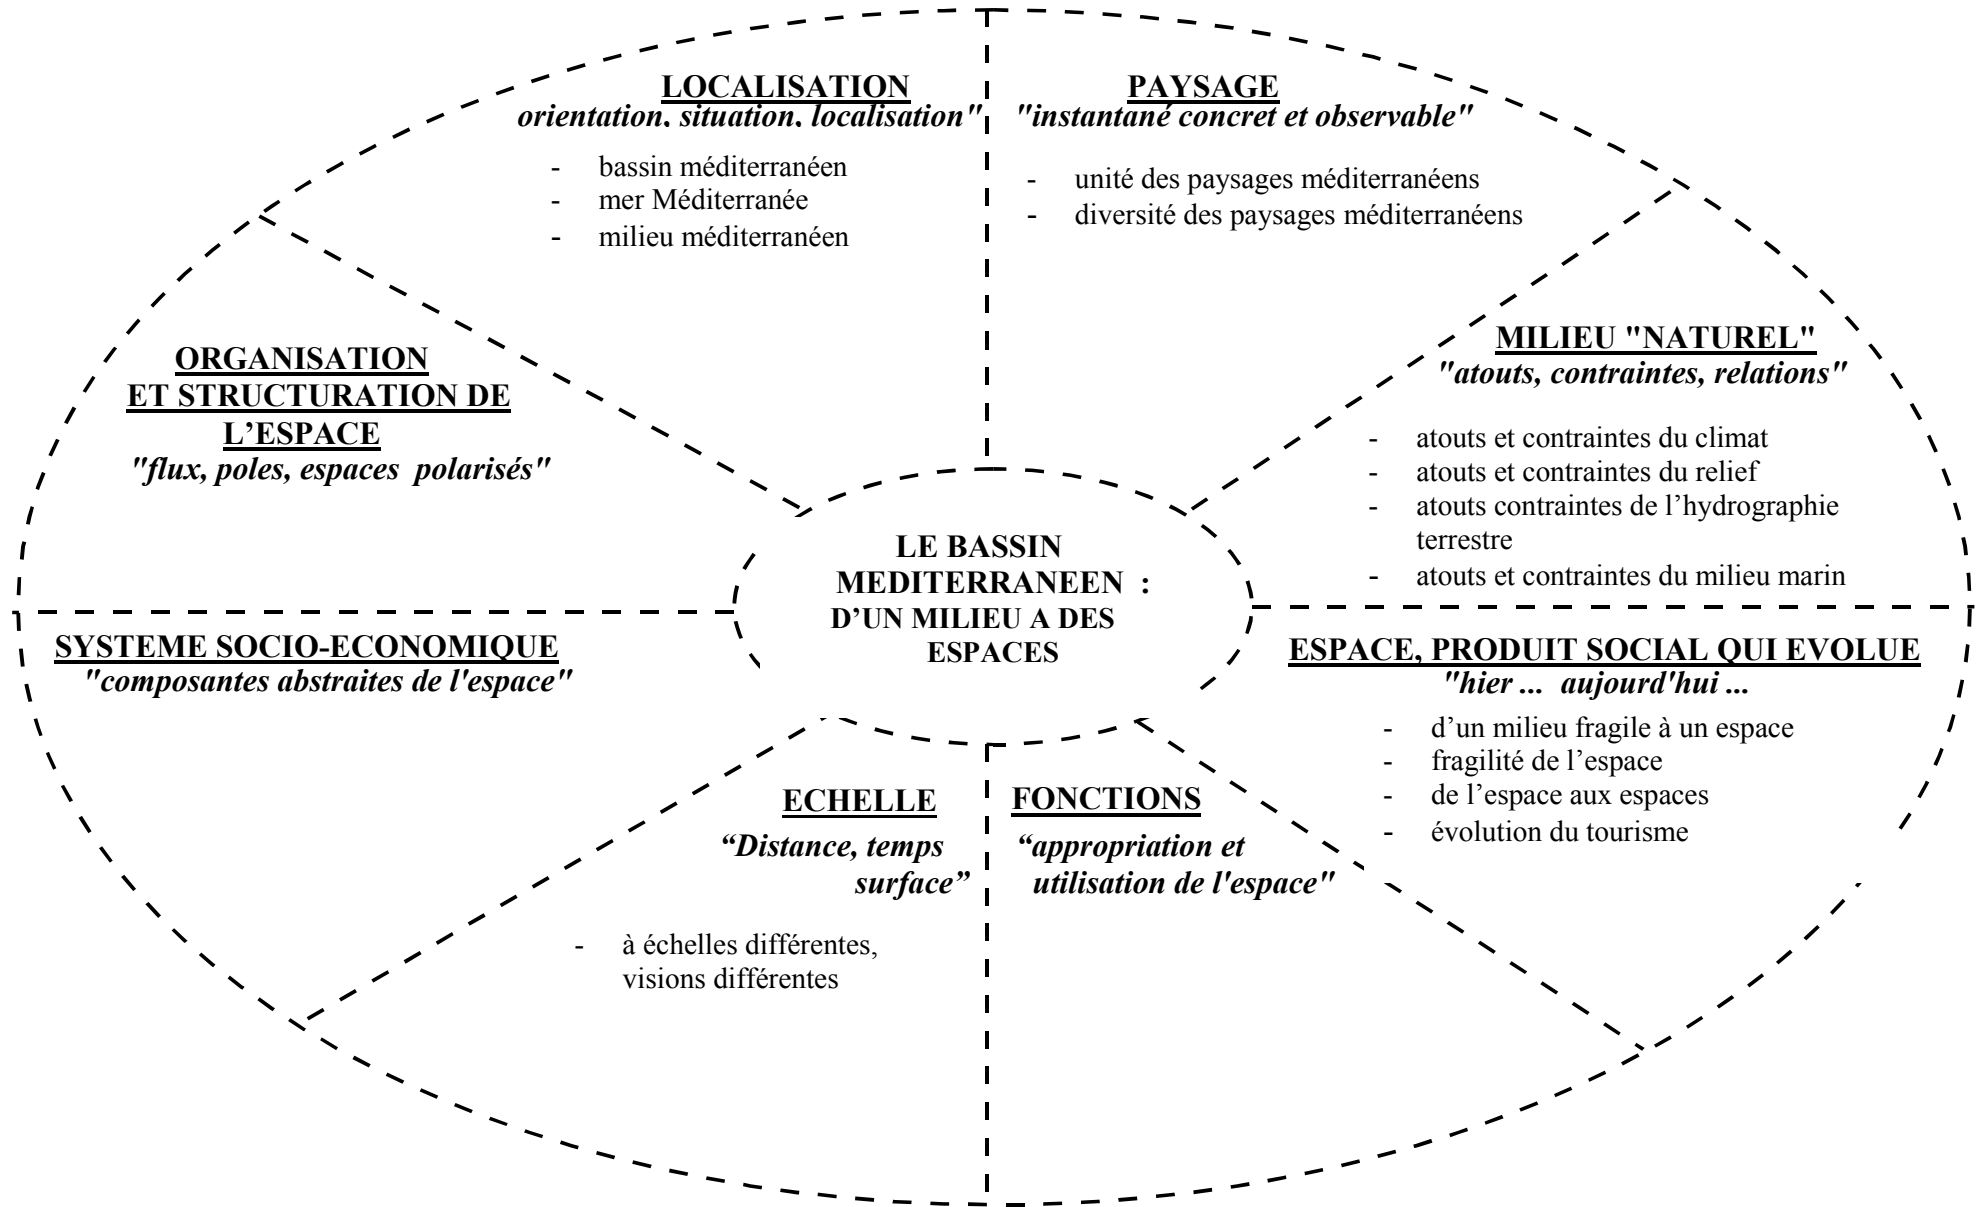 LOCALISATION
orientation, situation, localisation"
- bassin méditerranéen
- mer Méditerranée
- milieu méditerranéen
PAYSAGE
"instantané concret et observable"
- unité des paysages méditerranéens
- diversité des paysages méditerranéens
MILIEU "NATUREL"
"atouts, contraintes, relations"
- atouts et contraintes du climat
- atouts et contraintes du relief
- atouts contraintes de l’hydrographie
terrestre
- atouts et contraintes du milieu marin
ORGANISATION
ET STRUCTURATION DE
L’ESPACE
"flux, poles, espaces polarisés"
LE BASSIN
MEDITERRANEEN :
D’UN MILIEU A DES
ESPACES
SYSTEME SOCIO-ECONOMIQUE
"composantes abstraites de l'espace"
ESPACE, PRODUIT SOCIAL QUI EVOLUE
"hier ... aujourd'hui ...
- d’un milieu fragile à un espace
- fragilité de l’espace
- de l’espace aux espaces
- évolution du tourisme
ECHELLE
“Distance, temps
surface”
- à échelles différentes,
visions différentes
FONCTIONS
“appropriation et
utilisation de l'espace"